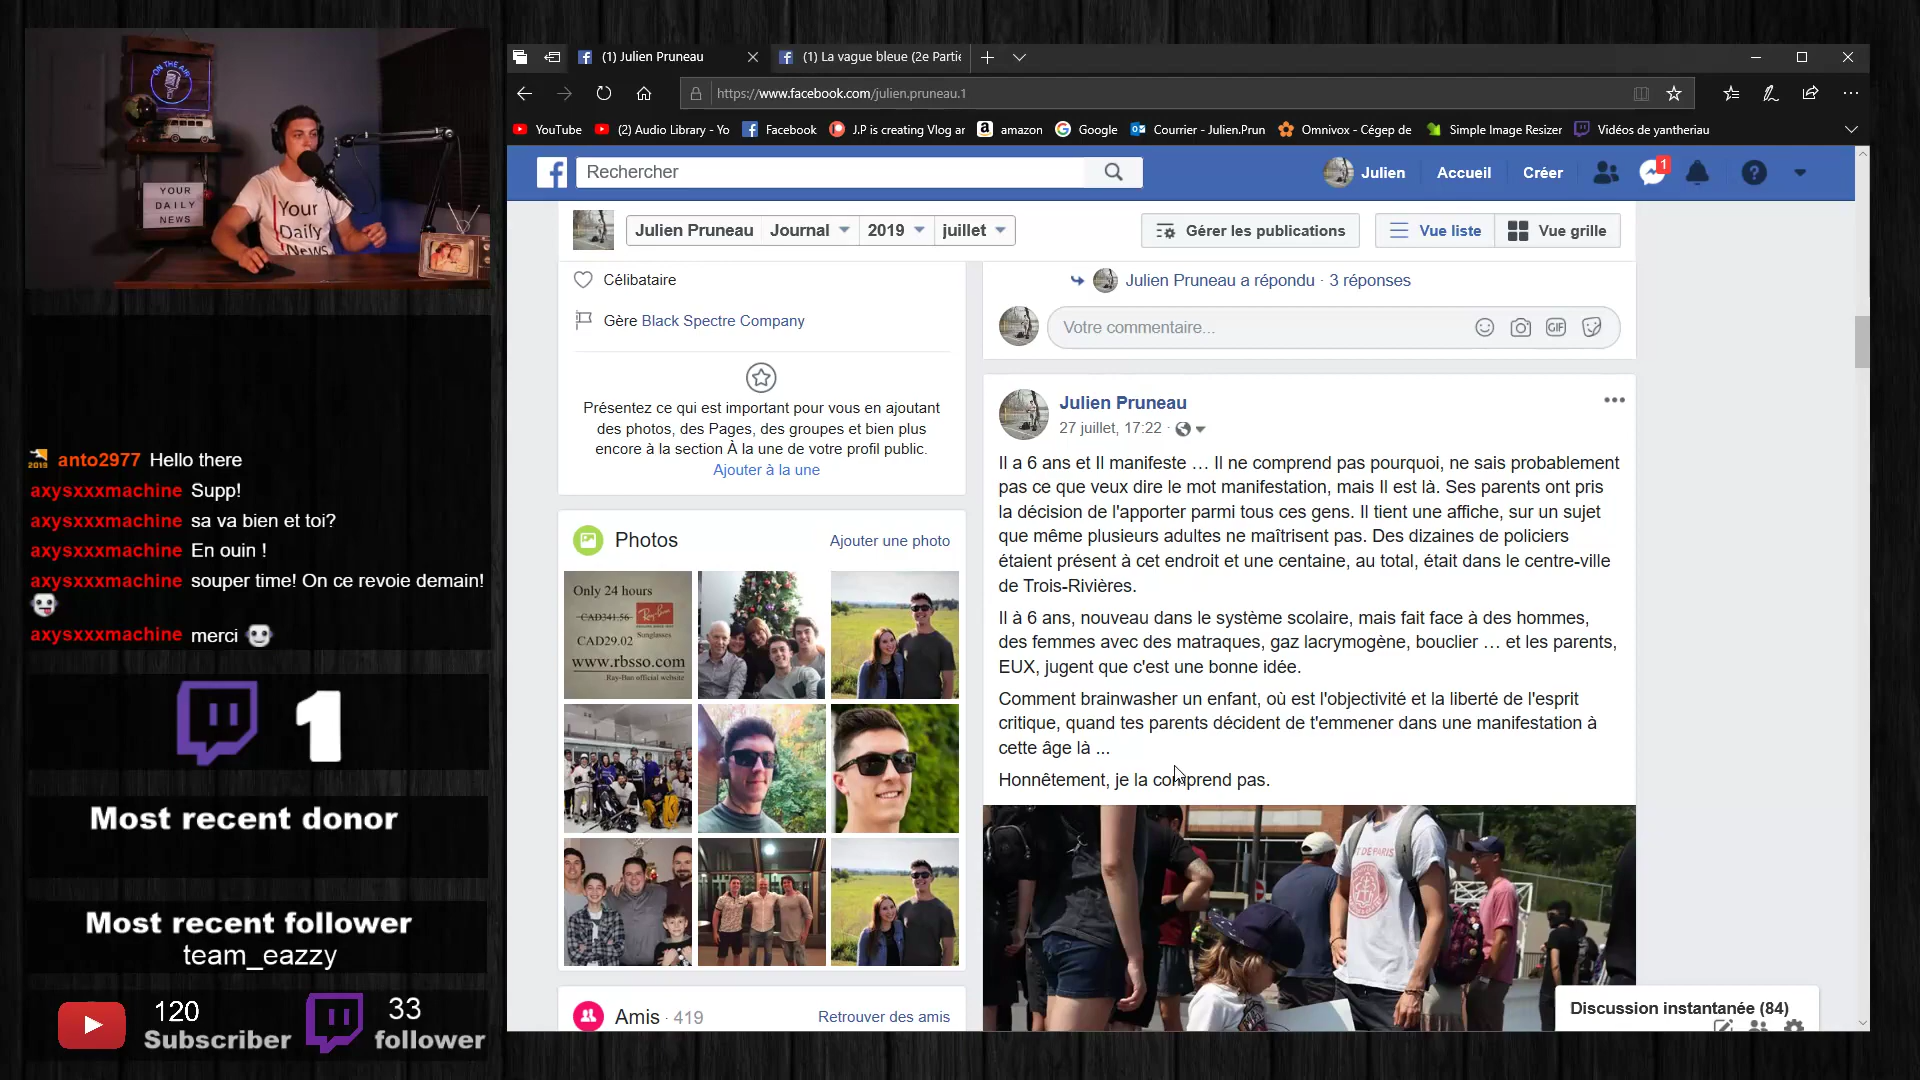 ON THE AIR
YOUR
DAILY
NEWS
Your
Daily
News
anto2977 Hello there
axysxxxmachine Supp!
axysxxxmachine sa va bien et toi?
axysxxxmachine En ouin !
axysxxxmachine souper time! On ce revoie demain!
axysxxxmachine merci
1
Most recent donor
Most recent follower
team_eazzy
120
Subscriber
33
follower
(1) Julien Pruneau
(1) La vague bleue (2e Partie
https://www.facebook.com/julien.pruneau.1
YouTube
(2) Audio Library - Yo
Facebook
J.P is creating Vlog ar
amazon
Google
Courrier - Julien.Prun
Omnivox - Cégep de
Simple Image Resizer
Vidéos de yantheriau
Rechercher
Julien
Accueil
Créer
1
Julien Pruneau
Journal
2019
juillet
Gérer les publications
Vue liste
Vue grille
Célibataire
Gère Black Spectre Company
Présentez ce qui est important pour vous en ajoutant
des photos, des Pages, des groupes et bien plus
encore à la section À la une de votre profil public.
Ajouter à la une
Photos
Ajouter une photo
Only 24 hours
CAD341.56
Ray-Ban
Sunglasses
CAD29.02
www.rbsso.com
Ray-Ban official website
Amis · 419
Retrouver des amis
Julien Pruneau a répondu · 3 réponses
Votre commentaire...
GIF
Julien Pruneau
27 juillet, 17:22 ·
Il a 6 ans et Il manifeste … Il ne comprend pas pourquoi, ne sais probablement
pas ce que veux dire le mot manifestation, mais Il est là. Ses parents ont pris
la décision de l'apporter parmi tous ces gens. Il tient une affiche, sur un sujet
que même plusieurs adultes ne maîtrisent pas. Des dizaines de policiers
étaient présent à cet endroit et une centaine, au total, était dans le centre-ville
de Trois-Rivières.
Il à 6 ans, nouveau dans le système scolaire, mais fait face à des hommes,
des femmes avec des matraques, gaz lacrymogène, bouclier … et les parents,
EUX, jugent que c'est une bonne idée.
Comment brainwasher un enfant, où est l'objectivité et la liberté de l'esprit
critique, quand tes parents décident de t'emmener dans une manifestation à
cette âge là ...
Honnêtement, je la comprend pas.
T DE PARIS
Discussion instantanée (84)